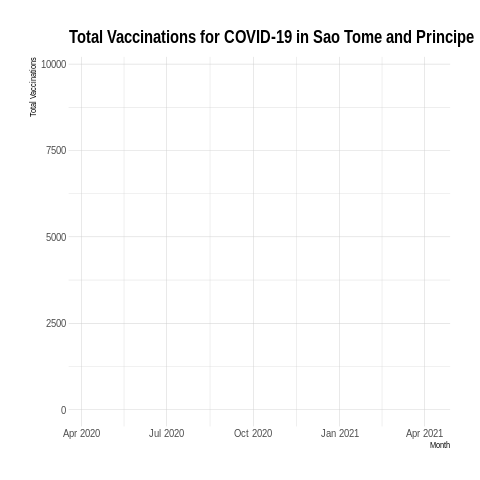 Total Vaccinations for COVID-19 in Sao Tome and Principe
Total Vaccinations
10000
7500
5000
2500
0
Apr 2020 Jul 2020 Oct 2020 Jan 2021 Apr 2021
Month